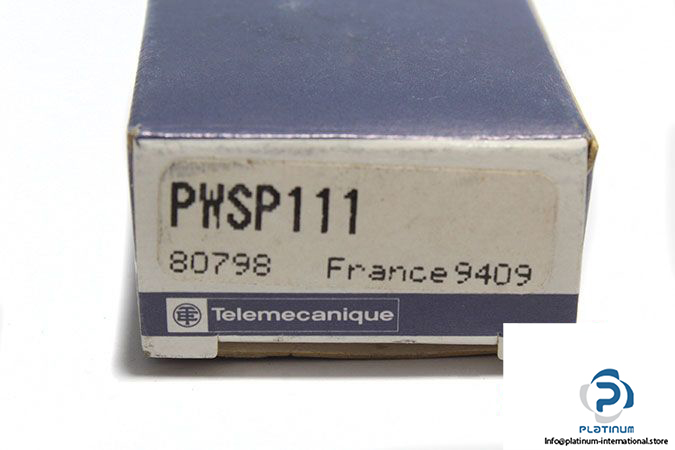 PWSP111
80798 France 9409
Telemecanique
PLATINUM
Info@platinum-international.store